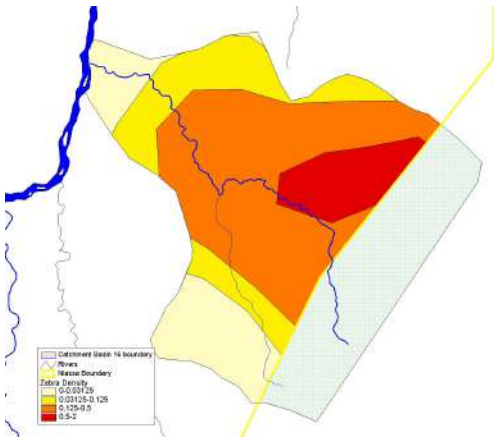 Catchment Basin 16 boundary
Rivers
Niassa Boundary
Zebra Density
0-0.03125
0.03125-0.125
0.125-0.5
0.5-2